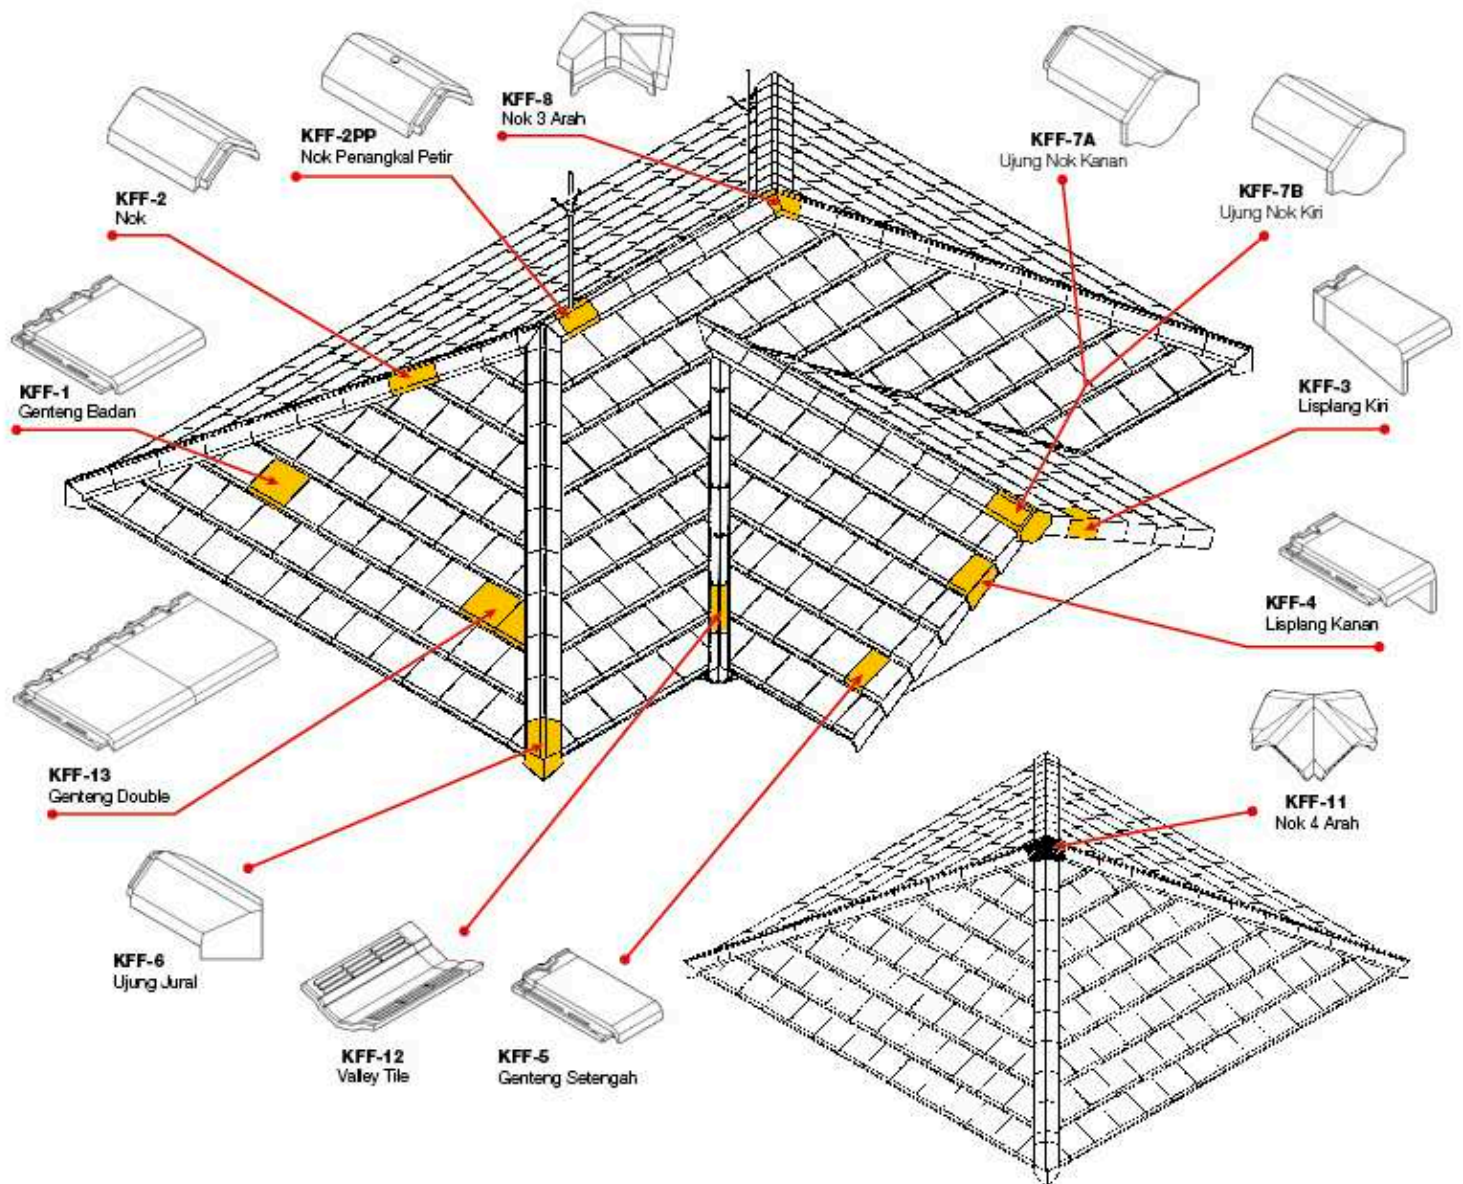 KFF-8
Nok 3 Arah
KFF-2PP
Nok Penangkal Petir
KFF-7A
Ujung Nok Kanan
KFF-7B
Ujung Nok Kiri
KFF-2
Nok
KFF-1
Genteng Badan
KFF-3
Lisplang Kiri
KFF-4
Lisplang Kanan
KFF-13
Genteng Double
KFF-11
Nok 4 Arah
KFF-6
Ujung Jural
KFF-12
Valley Tile
KFF-5
Genteng Setengah